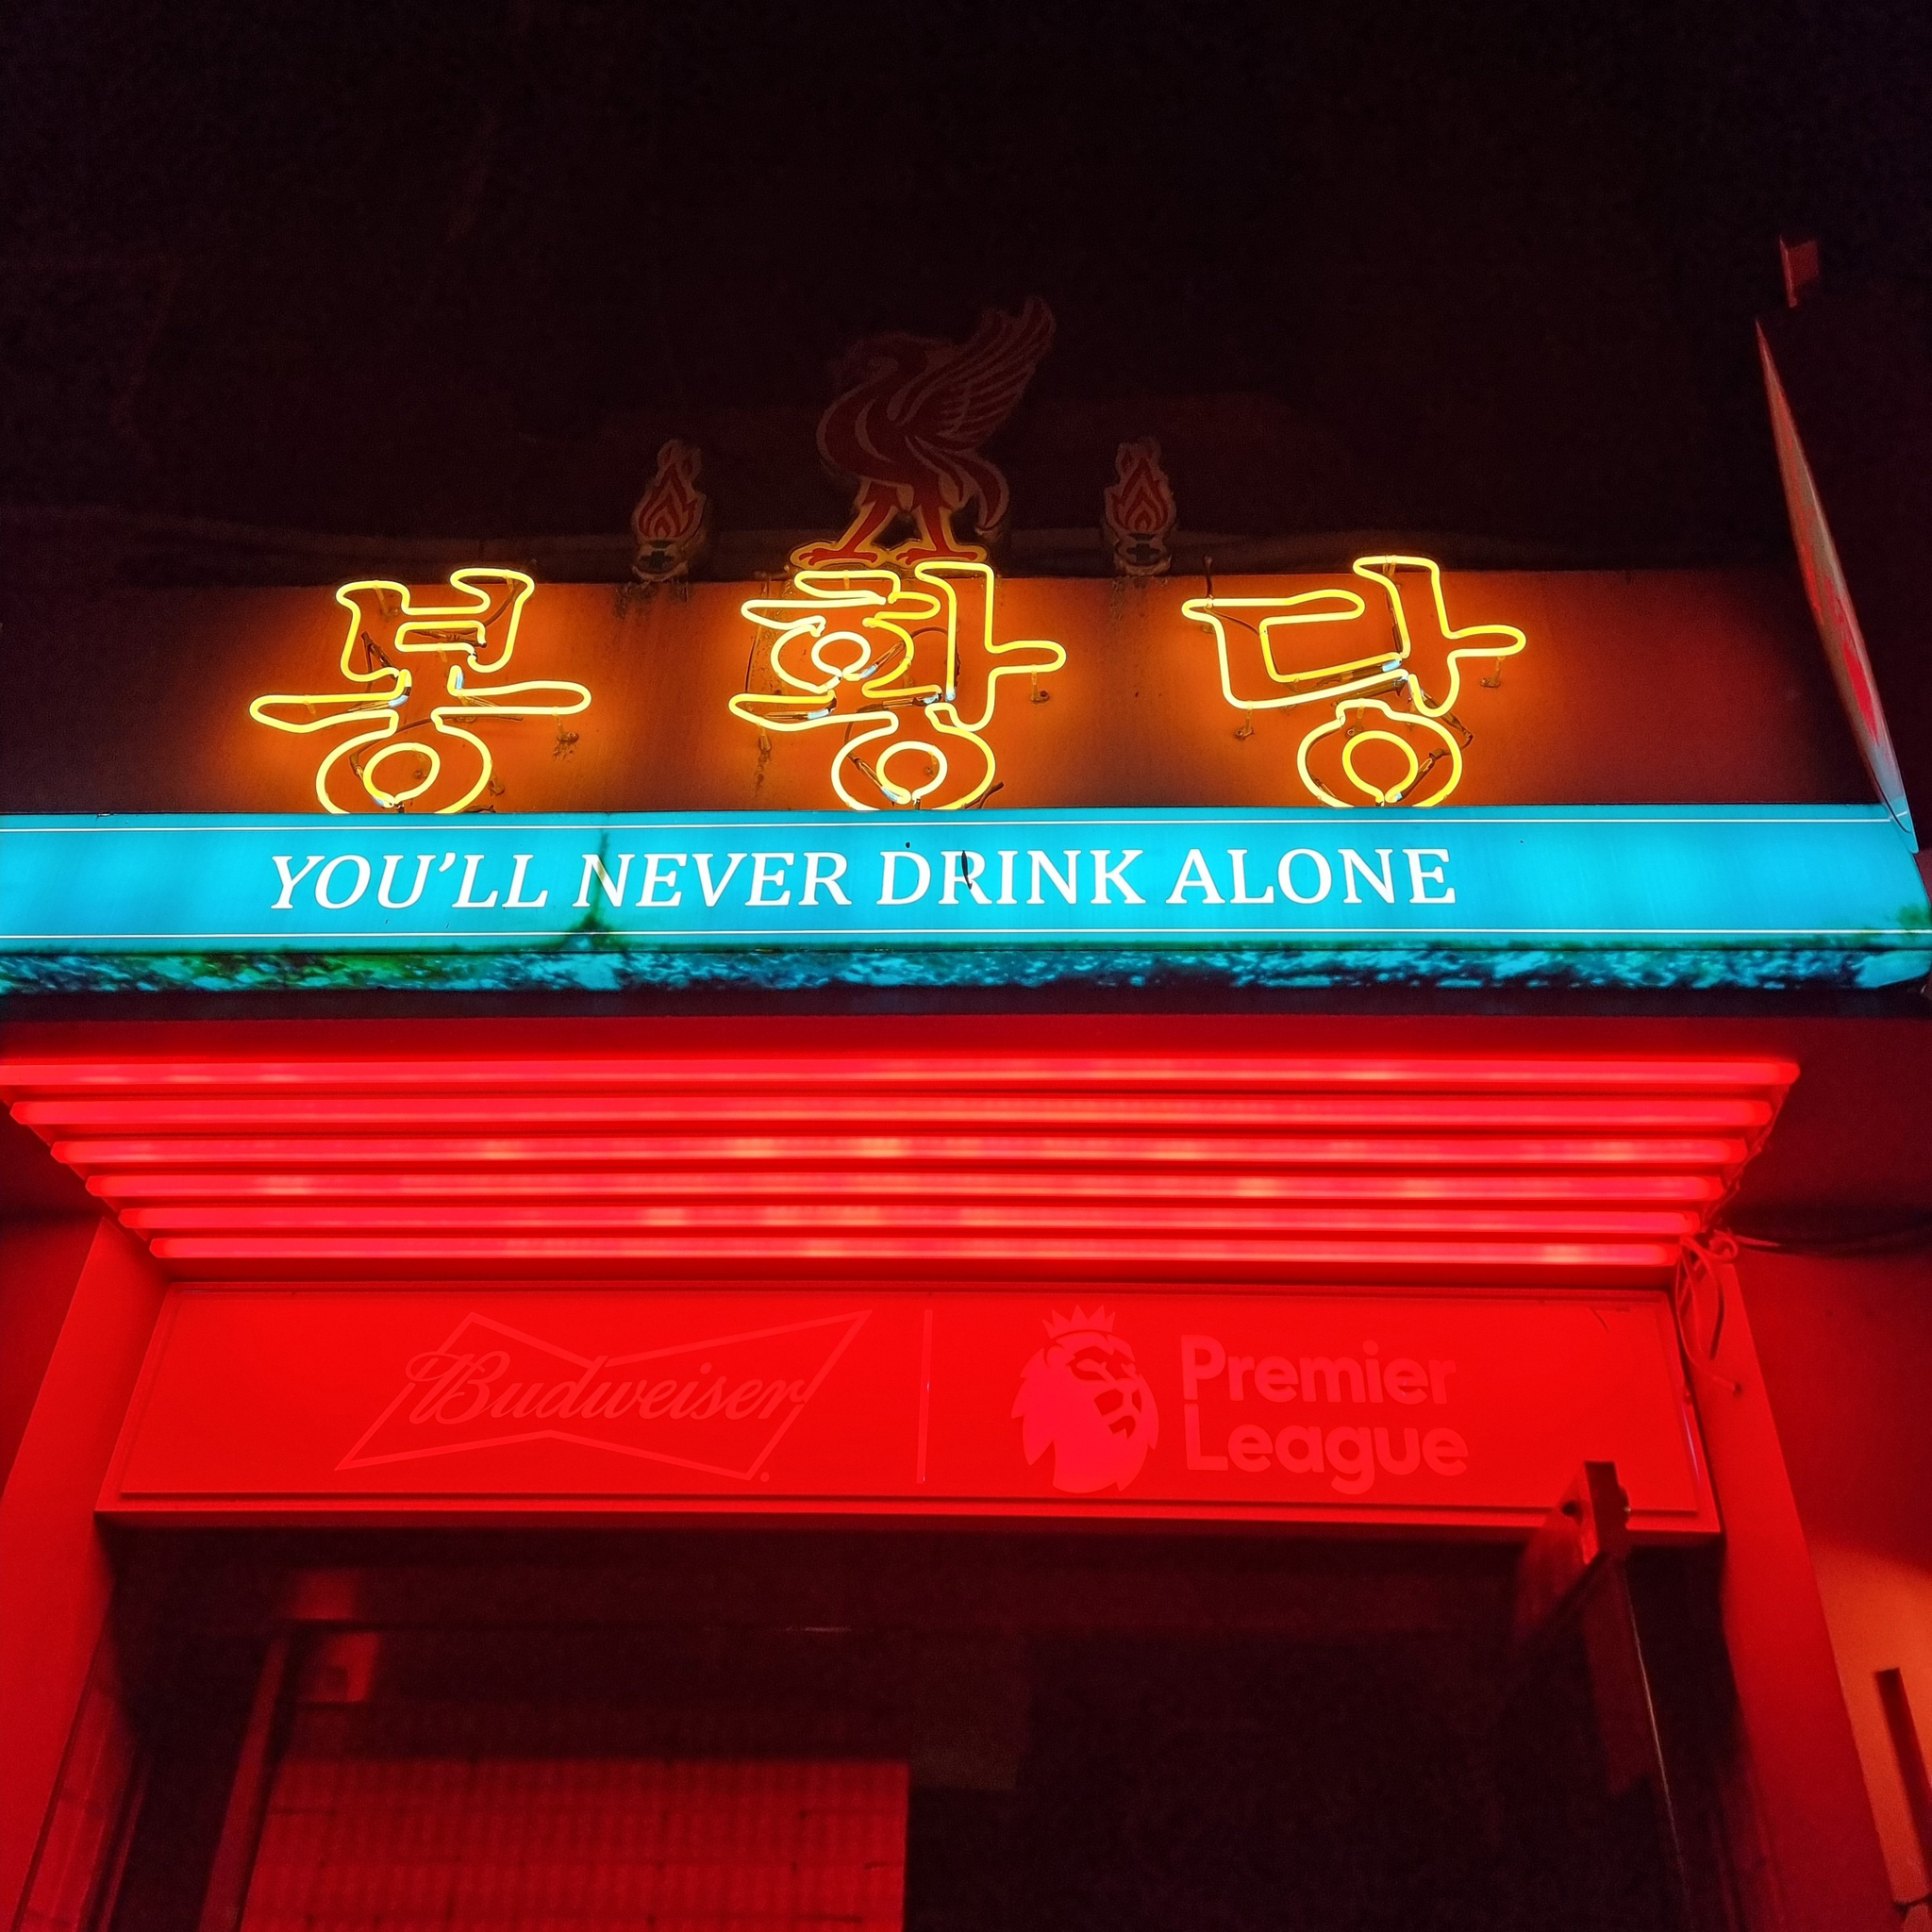 봉황당
YOU'LL NEVER DRINK ALONE
Budweiser
Premier
League